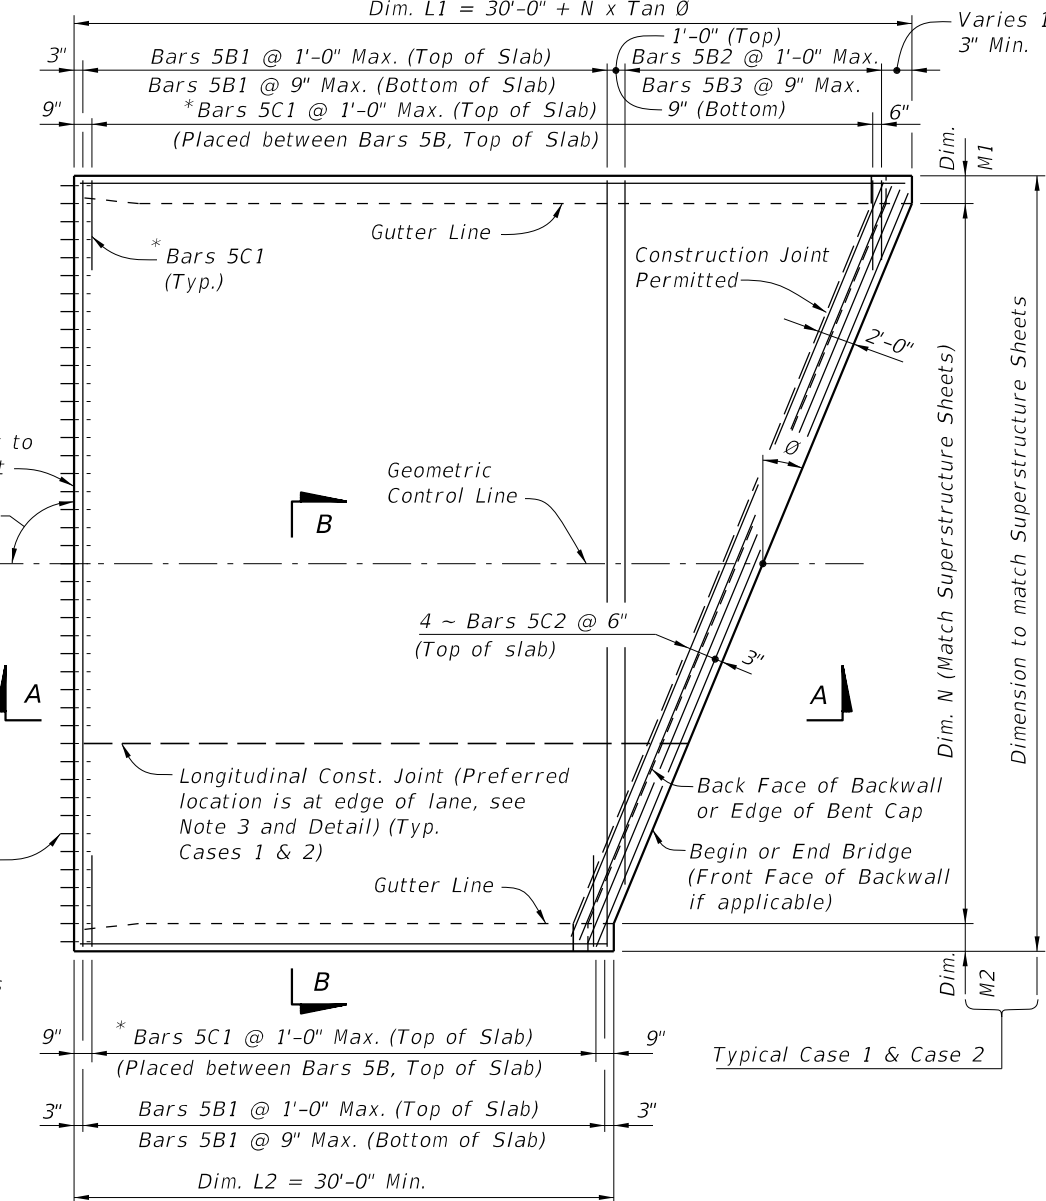 Dim. L1 = 30'-0" + N x Tan Ø
Varies
3" Min.
1'-0" (Top)
3"
Bars 5B1 @ 1'-0" Max. (Top of Slab)
Bars 5B2 @ 1'-0" Max.
Bars 5B1 @ 9" Max. (Bottom of Slab)
Bars 5B3 @ 9" Max.
9"
*Bars 5C1 @ 1'-0" Max. (Top of Slab)
9" (Bottom)
6"
(Placed between Bars 5B, Top of Slab)
Dim.
M1
Gutter Line
* Bars 5C1
(Typ.)
Construction Joint
Permitted
2'-0"
Dim. N (Match Superstructure Sheets)
Dimension to match Superstructure Sheets
to
Ø
Geometric
Control Line
B
4 ~ Bars 5C2 @ 6"
(Top of slab)
3"
A
A
Longitudinal Const. Joint (Preferred
location is at edge of lane, see
Note 3 and Detail) (Typ.
Cases 1 & 2)
Back Face of Backwall
or Edge of Bent Cap
Begin or End Bridge
(Front Face of Backwall
if applicable)
Gutter Line
B
Dim.
M2
9"
* Bars 5C1 @ 1'-0" Max. (Top of Slab)
9"
(Placed between Bars 5B, Top of Slab)
Typical Case 1 & Case 2
3"
Bars 5B1 @ 1'-0" Max. (Top of Slab)
3"
Bars 5B1 @ 9" Max. (Bottom of Slab)
Dim. L2 = 30'-0" Min.